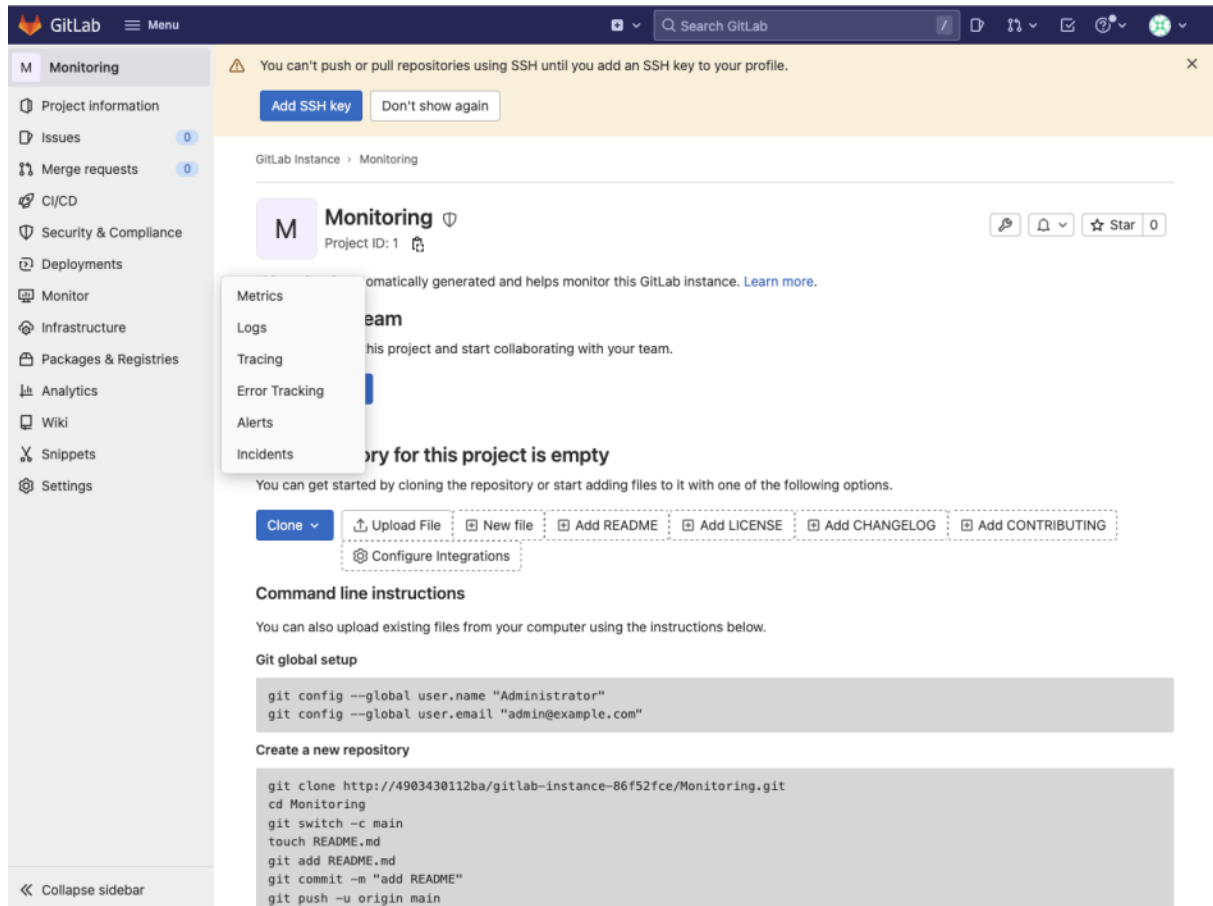 GitLab Menu Search GitLab /
M Monitoring
Project information
Issues 0
Merge requests 0
CI/CD
Security & Compliance
Deployments
Monitor
Infrastructure
Packages & Registries
Analytics
Wiki
Snippets
Settings
Collapse sidebar
You can't push or pull repositories using SSH until you add an SSH key to your profile.
Add SSH key Don't show again
GitLab Instance › Monitoring
M
Monitoring
Project ID: 1
Star 0
omatically generated and helps monitor this GitLab instance. Learn more.
Metrics
Logs
Tracing
Error Tracking
Alerts
Incidents
eam
his project and start collaborating with your team.
ory for this project is empty
You can get started by cloning the repository or start adding files to it with one of the following options.
Clone Upload File New file Add README Add LICENSE Add CHANGELOG Add CONTRIBUTING
Configure Integrations
Command line instructions
You can also upload existing files from your computer using the instructions below.
Git global setup
git config --global user.name "Administrator"
git config --global user.email "admin@example.com"
Create a new repository
git clone http://4903430112ba/gitlab-instance-86f52fce/Monitoring.git
cd Monitoring
git switch -c main
touch README.md
git add README.md
git commit -m "add README"
git push -u origin main